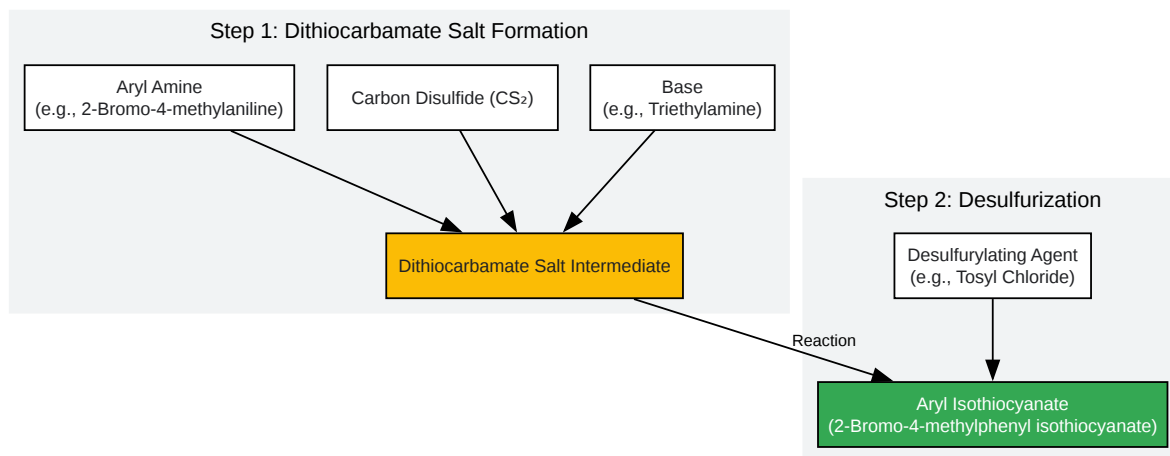 Step 1: Dithiocarbamate Salt Formation
Aryl Amine
(e.g., 2-Bromo-4-methylaniline)
Carbon Disulfide (CS₂)
Base
(e.g., Triethylamine)
Dithiocarbamate Salt Intermediate
Step 2: Desulfurization
Desulfurylating Agent
(e.g., Tosyl Chloride)
Reaction
Aryl Isothiocyanate
(2-Bromo-4-methylphenyl isothiocyanate)